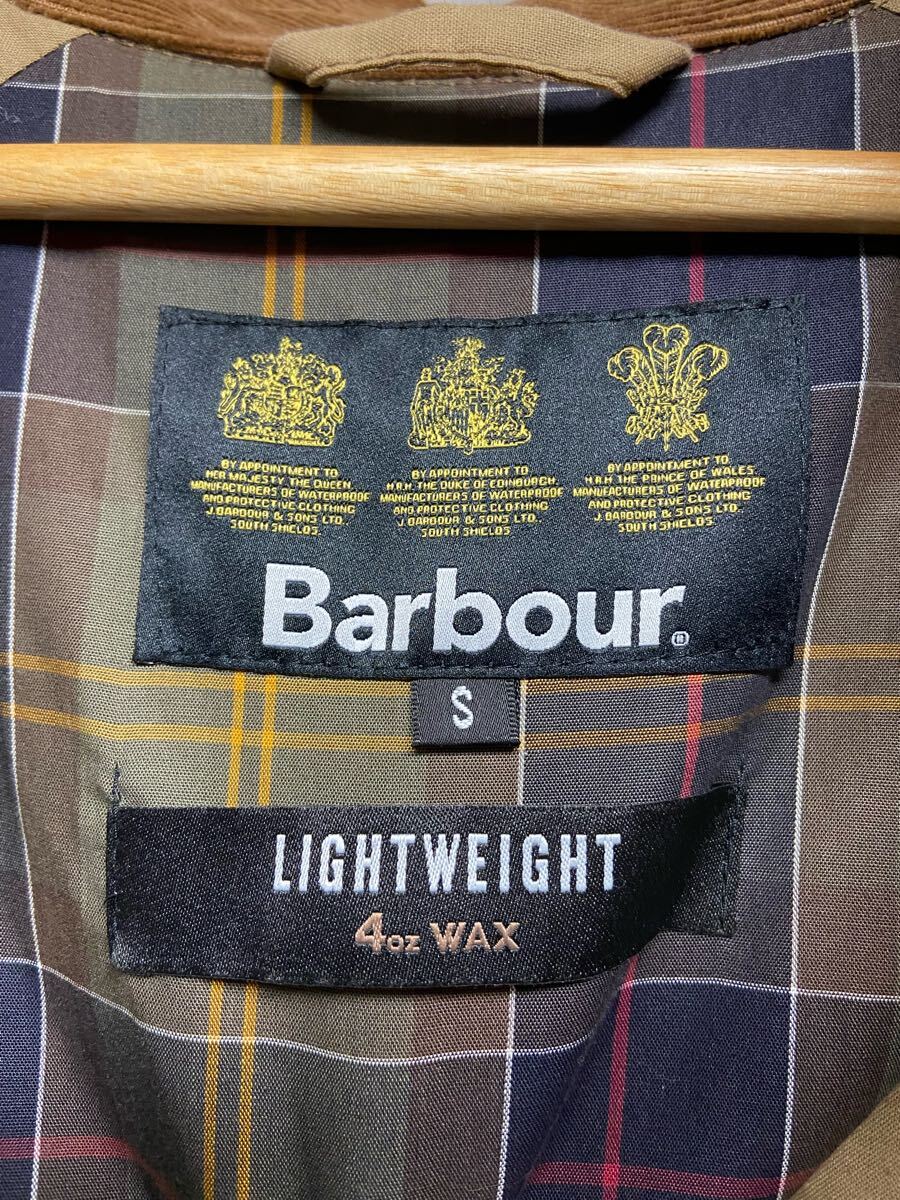 BY APPOINTMENT TO
HER MAJESTY THE QUEEN
MANUFACTURERS OF WATERPROOF
AND PROTECTIVE CLOTHING
J. BARBOUR & SONS LTD.,
SOUTH SHIELDS.
BY APPOINTMENT TO
H.R.H. THE DUKE OF EDINBURGH,
MANUFACTURERS OF WATERPROOF
AND PROTECTIVE CLOTHING
J. BARBOUR & SONS LTD.,
SOUTH SHIELDS
BY APPOINTMENT TO
H.R.H THE PRINCE OF WALES,
MANUFACTURERS OF WATERPROOF
AND PROTECTIVE CLOTHING
J. BARBOUR & SONS LTD.,
SOUTH SHIELDS
Barbour®
S
LIGHTWEIGHT
4oz WAX